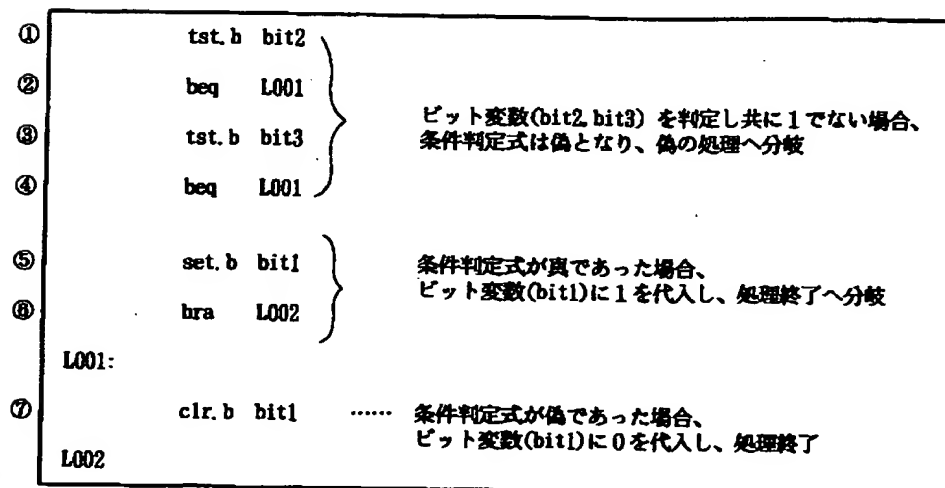 ① tst.b bit2
② beq L001
ビット変数(bit2,bit3) を判定し共に1でない場合、
③ tst.b bit3 条件判定式は偽となり、偽の処理へ分岐
④ beq L001
⑤ set.b bit1 条件判定式が真であった場合、
ビット変数(bit1)に1を代入し、処理終了へ分岐
⑥ bra L002
L001:
⑦ clr.b bit1 …… 条件判定式が偽であった場合、
ビット変数(bit1)に0を代入し、処理終了
L002